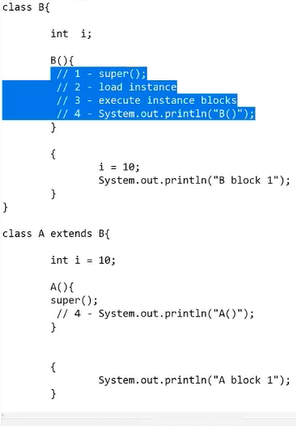 class B{
int i;
B(){
// 1 - super();
// 2 - load instance
// 3 - execute instance blocks
// 4 - System.out.println("B()");
}
{
i = 10;
System.out.println("B block 1");
}
}
class A extends B{
int i = 10;
A(){
super();
// 4 - System.out.println("A()");
}
{
System.out.println("A block 1");
}